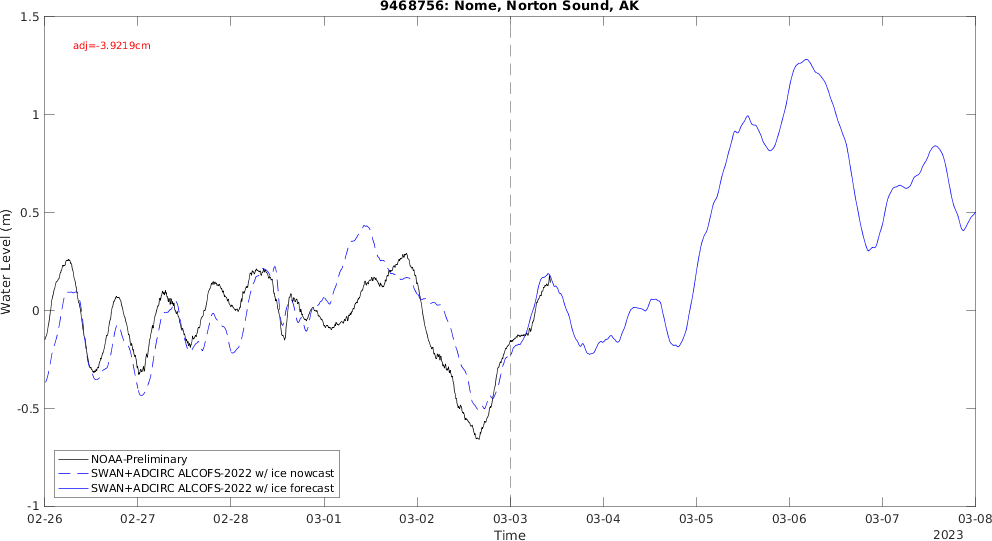 9468756: Nome, Norton Sound, AK
adj=-3.9219cm
Water Level (m)
1.5
1
0.5
0
-0.5
-1
NOAA-Preliminary
SWAN+ADCIRC ALCOFS-2022 w/ ice nowcast
SWAN+ADCIRC ALCOFS-2022 w/ ice forecast
02-26 02-27 02-28 03-01 03-02 03-03 03-04 03-05 03-06 03-07 03-08
Time
2023